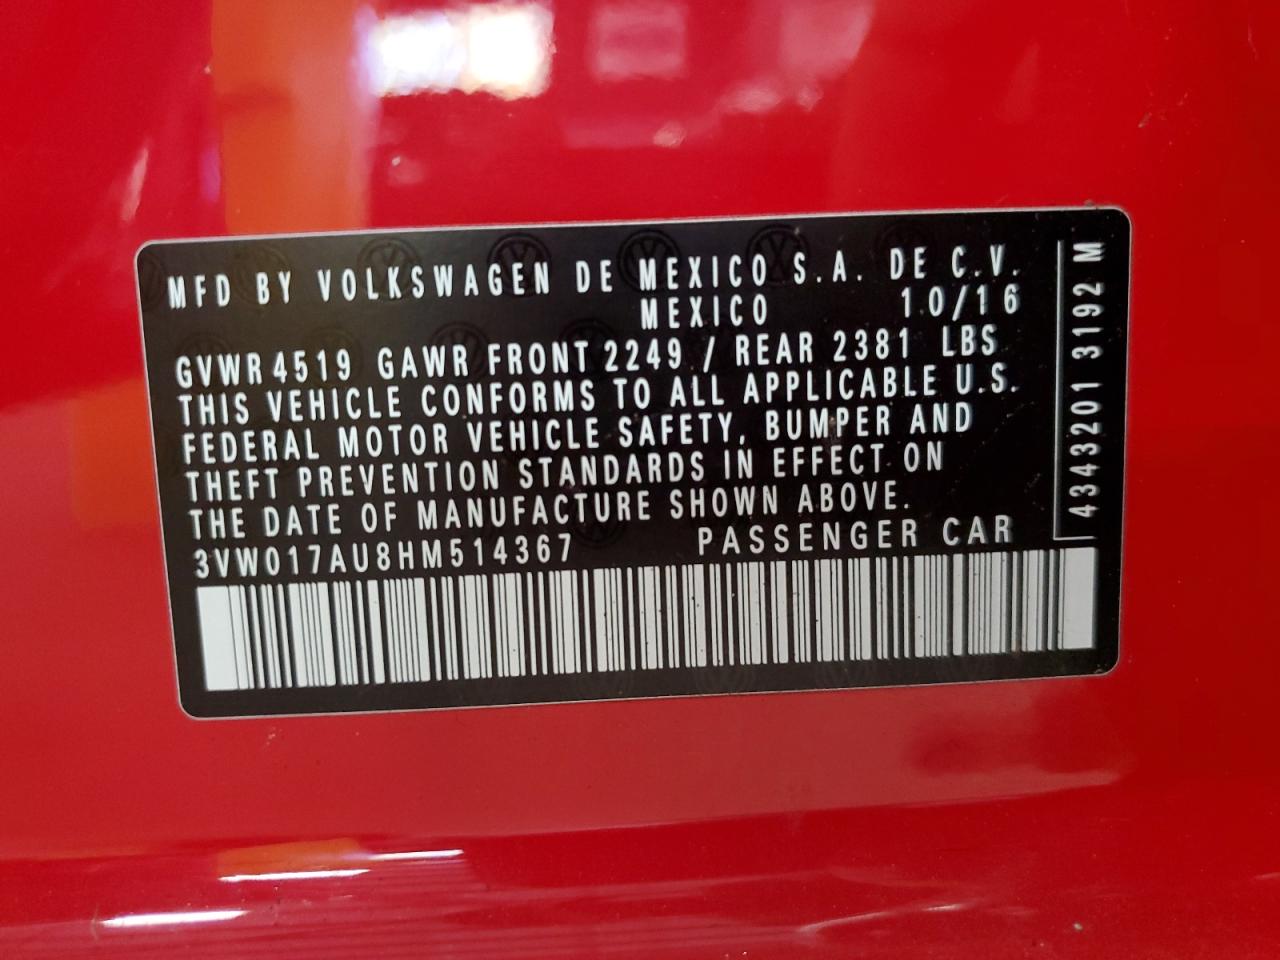 MFD BY VOLKSWAGEN DE MEXICO S.A. DE C.V.
MEXICO 10/16
GVWR 4519 GAWR FRONT 2249 / REAR 2381 LBS
THIS VEHICLE CONFORMS TO ALL APPLICABLE U.S.
FEDERAL MOTOR VEHICLE SAFETY, BUMPER AND
THEFT PREVENTION STANDARDS IN EFFECT ON
THE DATE OF MANUFACTURE SHOWN ABOVE.
3VW017AU8HM514367 PASSENGER CAR
4343201 3192 M